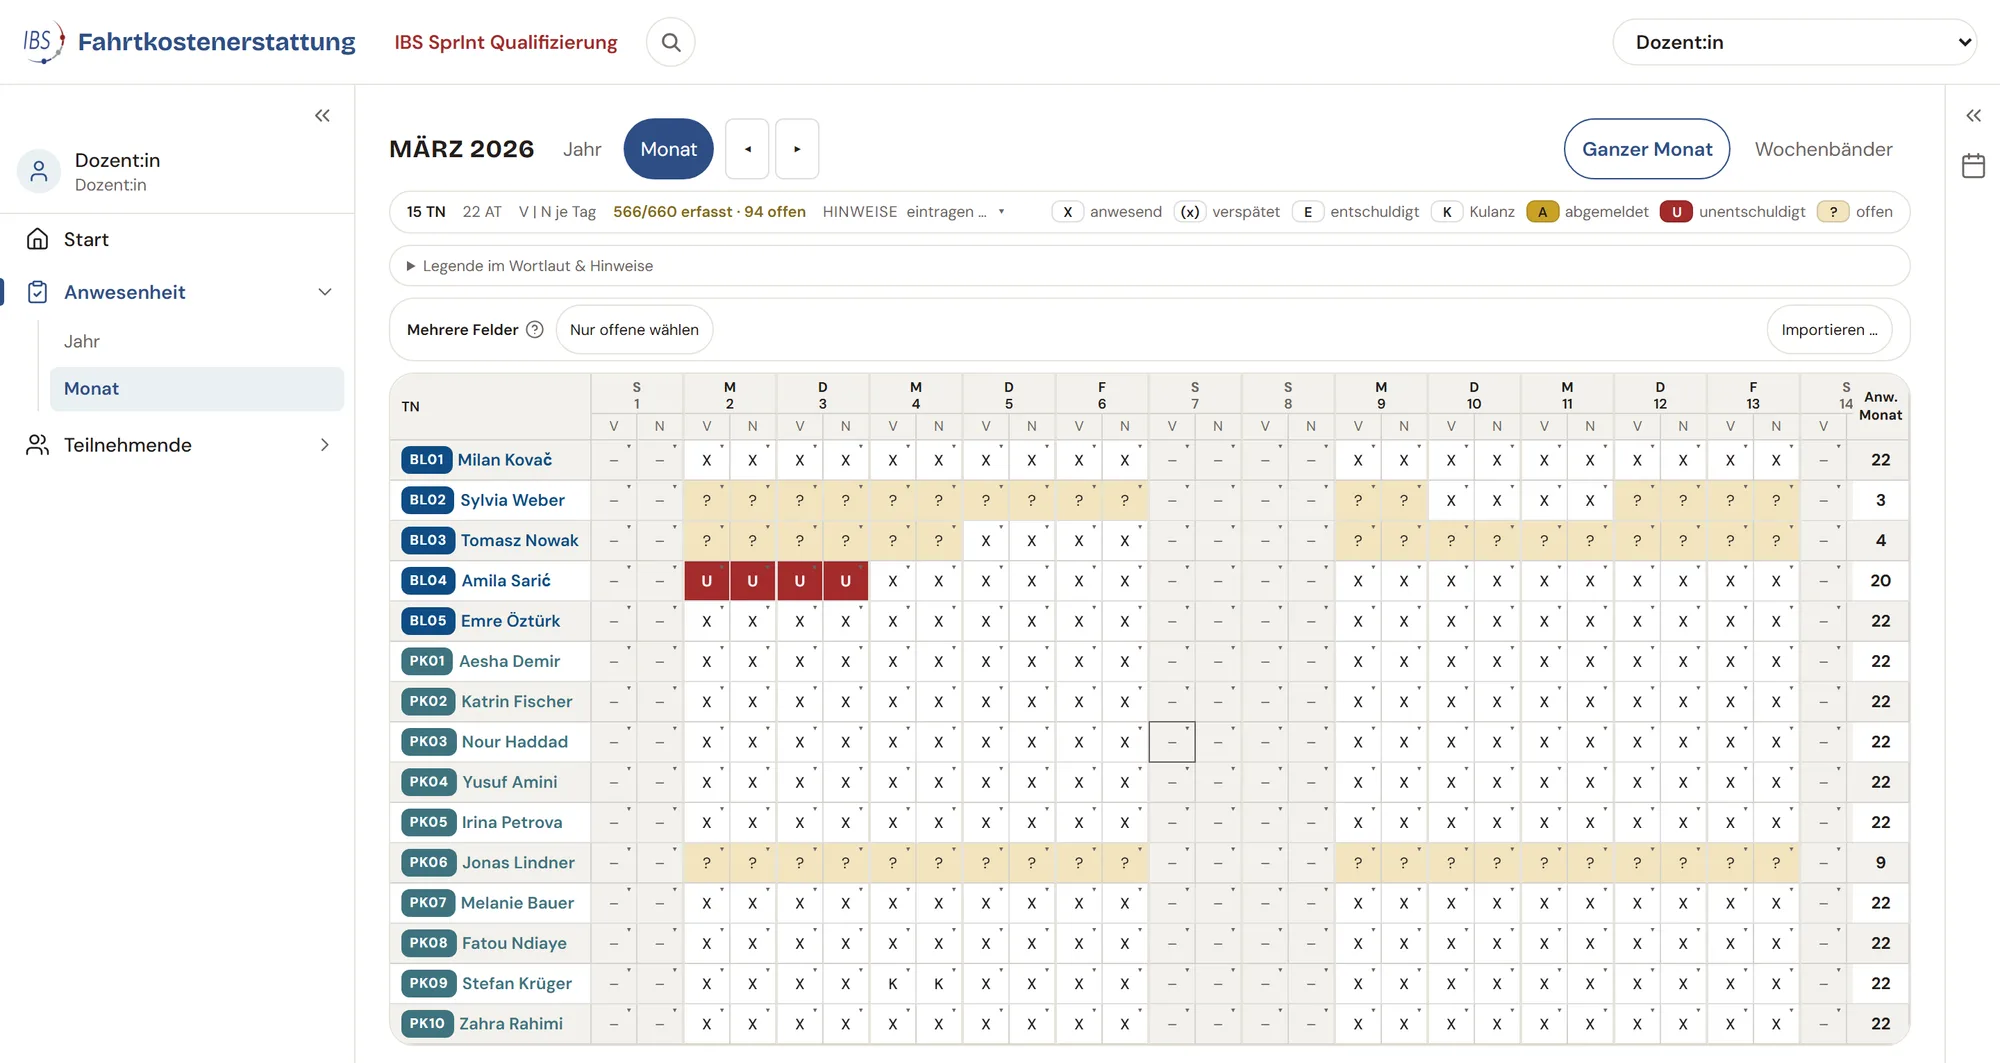 IBS Fahrtkostenerstattung IBS SprInt Qualifizierung Dozent:in
Dozent:in
Dozent:in
Start
Anwesenheit
Jahr
Monat
Teilnehmende
MÄRZ 2026 Jahr Monat ◂ ▸ Ganzer Monat Wochenbänder
15 TN 22 AT V | N je Tag 566/660 erfasst · 94 offen HINWEISE eintragen … ▾ X anwesend (x) verspätet E entschuldigt K Kulanz A abgemeldet U unentschuldigt ? offen
▶ Legende im Wortlaut & Hinweise
Mehrere Felder ? Nur offene wählen Importieren …
TN S M D M D F S S M D M D F S Anw. Monat
1 2 3 4 5 6 7 8 9 10 11 12 13 14
V N V N V N V N V N V N V N V N V N V N V N V N V N V
BL01 Milan Kovač – – X X X X X X X X X X – – – – X X X X X X X X X X – 22
BL02 Sylvia Weber – – ? ? ? ? ? ? ? ? ? ? – – – – ? ? X X X X ? ? ? ? – 3
BL03 Tomasz Nowak – – ? ? ? ? ? ? X X X X – – – – ? ? ? ? ? ? ? ? ? ? – 4
BL04 Amila Sarić – – U U U U X X X X X X – – – – X X X X X X X X X X – 20
BL05 Emre Öztürk – – X X X X X X X X X X – – – – X X X X X X X X X X – 22
PK01 Aesha Demir – – X X X X X X X X X X – – – – X X X X X X X X X X – 22
PK02 Katrin Fischer – – X X X X X X X X X X – – – – X X X X X X X X X X – 22
PK03 Nour Haddad – – X X X X X X X X X X – – – – X X X X X X X X X X – 22
PK04 Yusuf Amini – – X X X X X X X X X X – – – – X X X X X X X X X X – 22
PK05 Irina Petrova – – X X X X X X X X X X – – – – X X X X X X X X X X – 22
PK06 Jonas Lindner – – ? ? ? ? ? ? ? ? ? ? – – – – ? ? ? ? ? ? ? ? ? ? – 9
PK07 Melanie Bauer – – X X X X X X X X X X – – – – X X X X X X X X X X – 22
PK08 Fatou Ndiaye – – X X X X X X X X X X – – – – X X X X X X X X X X – 22
PK09 Stefan Krüger – – X X X X K K X X X X – – – – X X X X X X X X X X – 22
PK10 Zahra Rahimi – – X X X X X X X X X X – – – – X X X X X X X X X X – 22